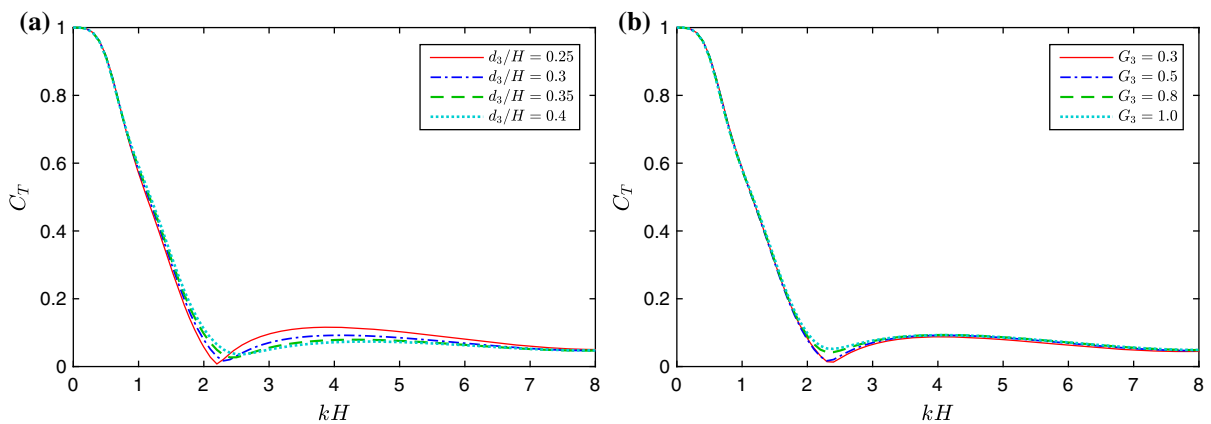 (a)
1
0.8
0.6
0.4
0.2
0
C_T
0 1 2 3 4 5 6 7 8
kH
d_3/H = 0.25
d_3/H = 0.3
d_3/H = 0.35
d_3/H = 0.4
(b)
1
0.8
0.6
0.4
0.2
0
C_T
0 1 2 3 4 5 6 7 8
kH
G_3 = 0.3
G_3 = 0.5
G_3 = 0.8
G_3 = 1.0